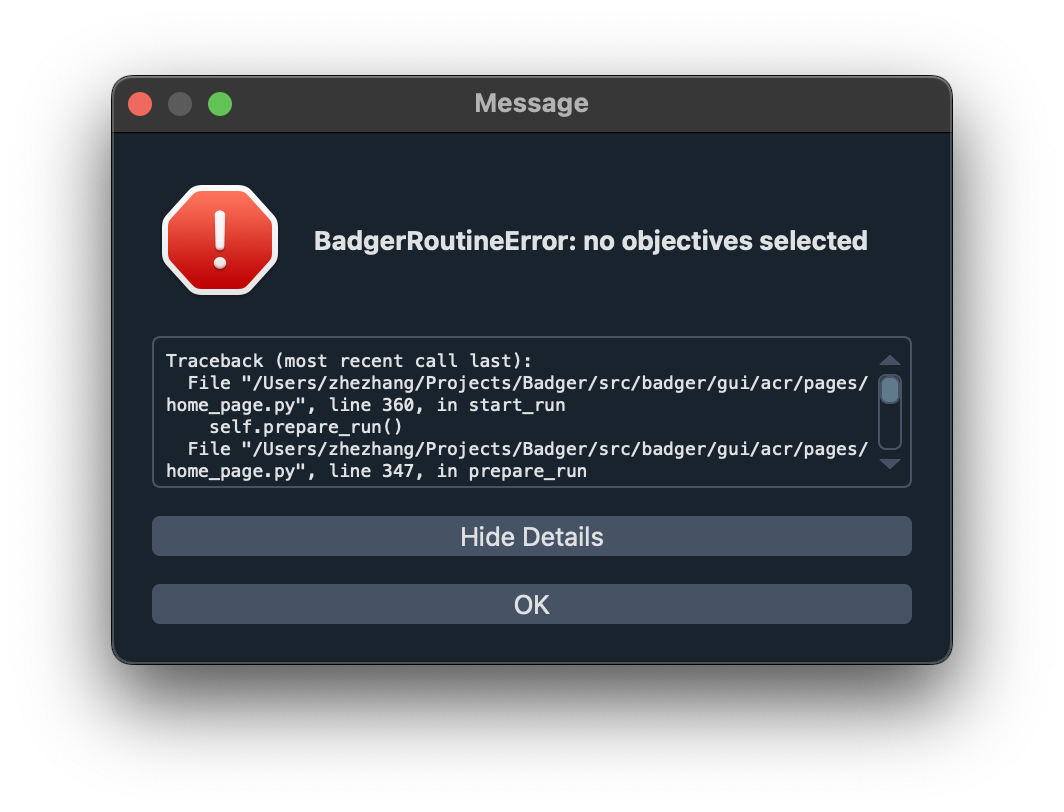 Message
BadgerRoutineError: no objectives selected
Traceback (most recent call last):
  File "/Users/zhezhang/Projects/Badger/src/badger/gui/acr/pages/
home_page.py", line 360, in start_run
    self.prepare_run()
  File "/Users/zhezhang/Projects/Badger/src/badger/gui/acr/pages/
home_page.py", line 347, in prepare_run
Hide Details
OK